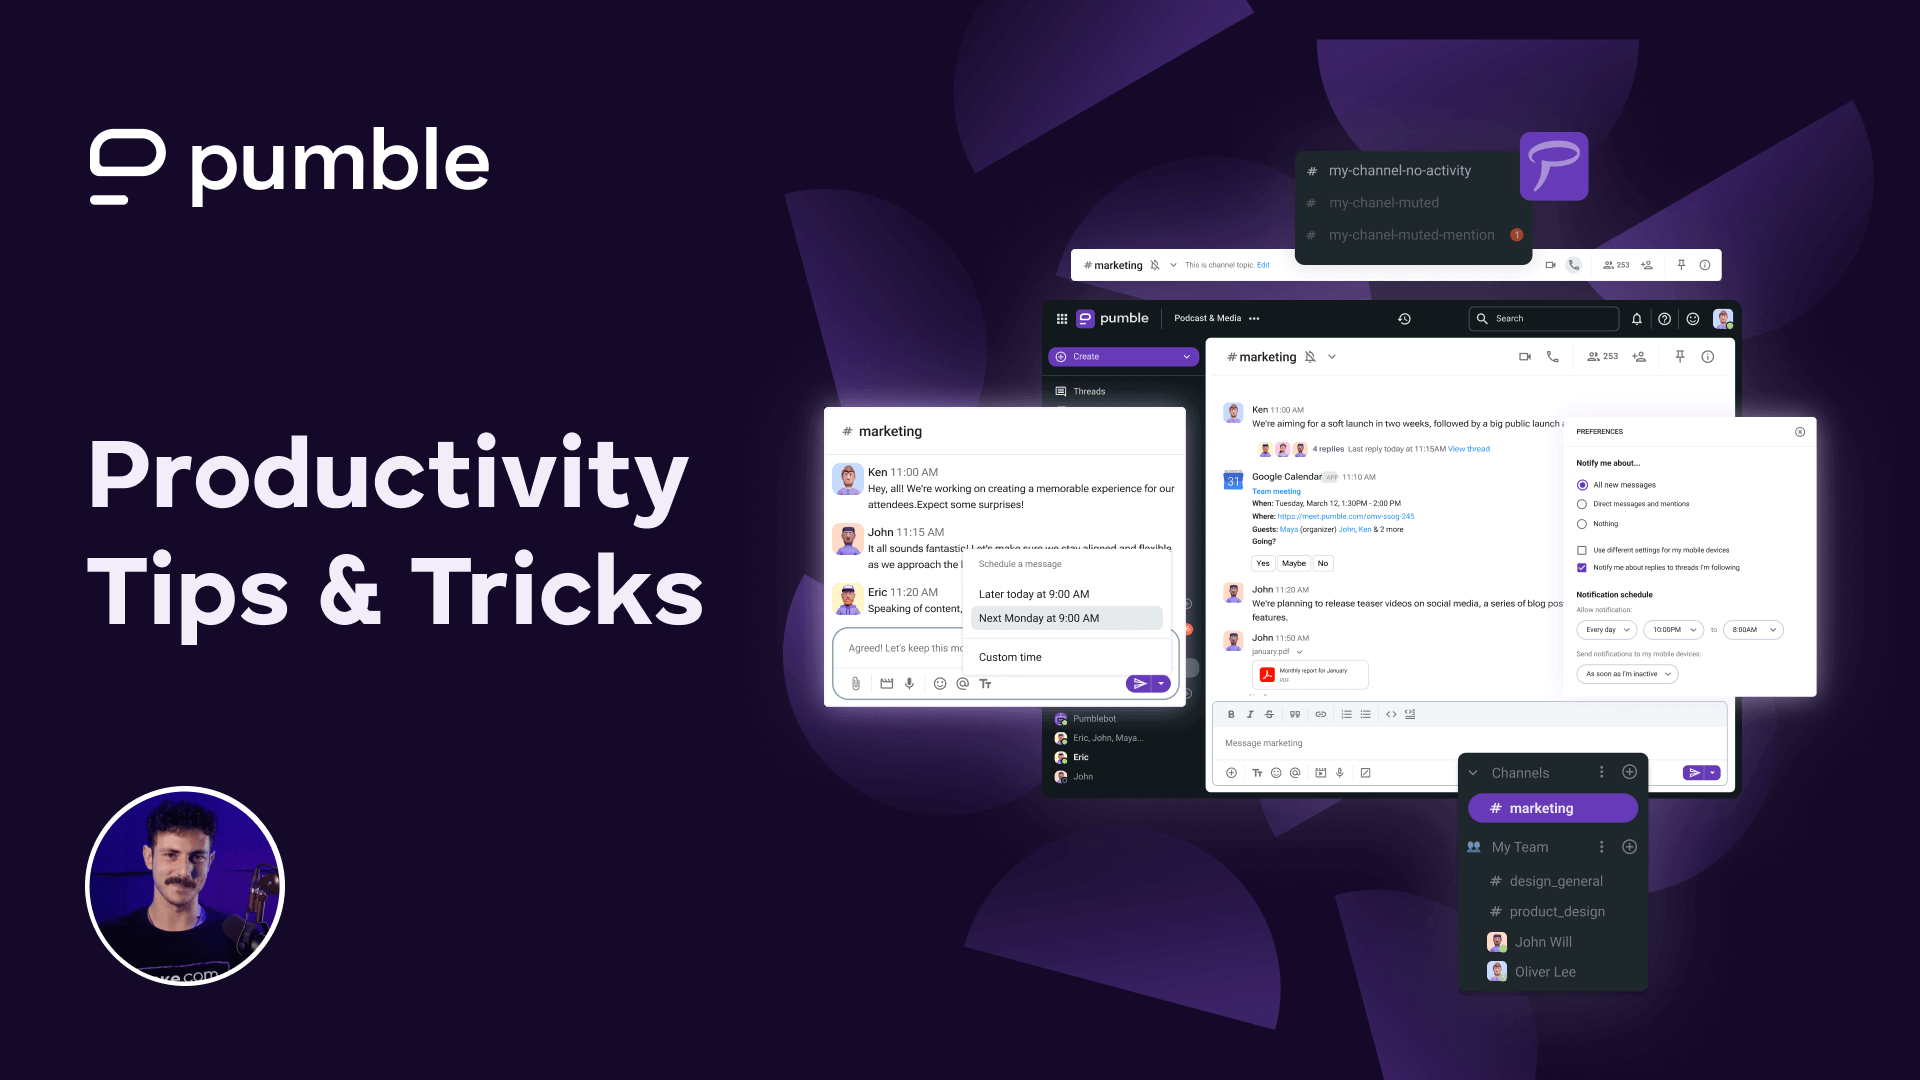 pumble
Productivity
Tips & Tricks
# my-channel-no-activity
# my-chanel-muted
# my-chanel-muted-mention 1
# marketing This is channel topic. Edit 253
pumble Podcast & Media ••• Search
Create
Threads
# marketing 253
Ken 11:00 AM
We're aiming for a soft launch in two weeks, followed by a big public launch
4 replies Last reply today at 11:15AM View thread
31
Google Calendar APP 11:10 AM
Team meeting
When: Tuesday, March 12, 1:30PM - 2:00 PM
Where: https://meet.pumble.com/omv-ssog-245
Guests: Maya (organizer) John, Ken & 2 more
Going?
Yes Maybe No
John 11:20 AM
We're planning to release teaser videos on social media, a series of blog pos
features.
John 11:50 AM
january.pdf
Monthly report for January
PDF
B I S
Message marketing
Tт
Pumblebot
Eric, John, Maya...
Eric
John
# marketing
Ken 11:00 AM
Hey, all! We're working on creating a memorable experience for our
attendees.Expect some surprises!
John 11:15 AM
It all sounds fantastic! Let's make sure we stay aligned and flexible
as we approach the
Eric 11:20 AM
Speaking of content,
Agreed! Let's keep this mo
Tт
Schedule a message
Later today at 9:00 AM
Next Monday at 9:00 AM
Custom time
PREFERENCES
Notify me about...
All new messages
Direct messages and mentions
Nothing
Use different settings for my mobile devices
Notify me about replies to threads I'm following
Notification schedule
Allow notification:
Every day 10:00PM to 8:00AM
Send notifications to my mobile devices:
As soon as I'm inactive
Channels
# marketing
My Team
# design_general
# product_design
John Will
Oliver Lee
ke.com